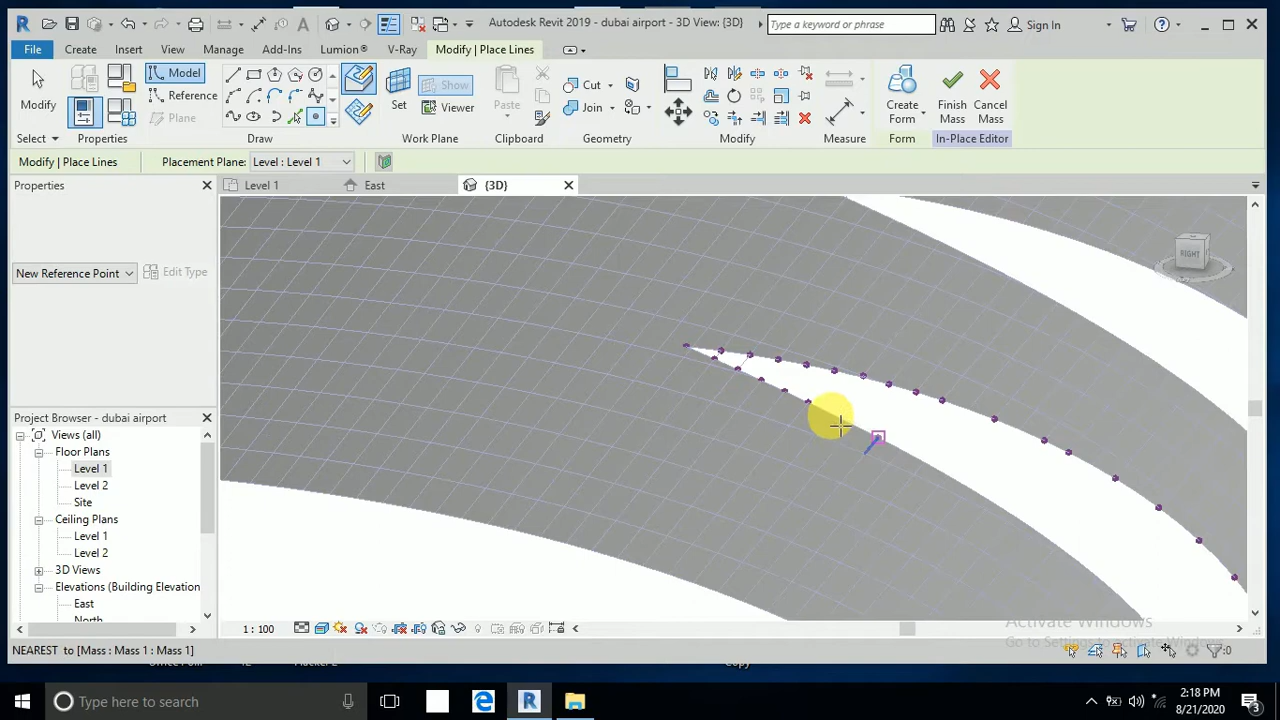 Autodesk Revit 2019 - dubai airport - 3D View: {3D}
Type a keyword or phrase
Sign In
File
Create
Insert
View
Manage
Add-Ins
Lumion®
V-Ray
Modify | Place Lines
Modify
Model
Reference
Plane
Set
Show
Viewer
Paste
Cut
Join
Create Form
Finish Mass
Cancel Mass
Select
Properties
Draw
Work Plane
Clipboard
Geometry
Modify
Measure
Form
In-Place Editor
Modify | Place Lines
Placement Plane: Level : Level 1
Properties
Level 1
East
{3D}
New Reference Point
Edit Type
RIGHT
Project Browser - dubai airport
Views (all)
Floor Plans
Level 1
Level 2
Site
Ceiling Plans
Level 1
Level 2
3D Views
Elevations (Building Elevation
East
North
1 : 100
Activate Windows
Go to Settings to activate Windows.
NEAREST to [Mass : Mass 1 : Mass 1]
:0
Copy
Type here to search
2:18 PM
8/21/2020
3